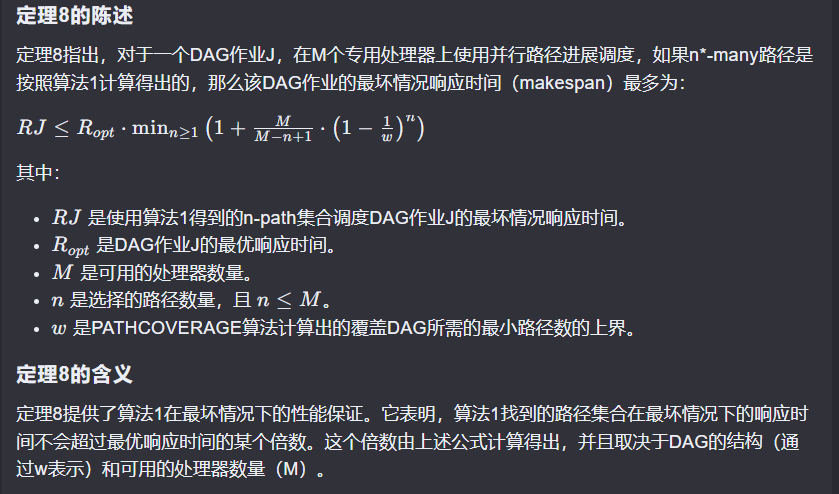 定理8的陈述
定理8指出，对于一个DAG作业J，在M个专用处理器上使用并行路径进展调度，如果n*-many路径是
按照算法1计算得出的，那么该DAG作业的最坏情况响应时间（makespan）最多为：
RJ ≤ R_{opt} · min_{n≥1} (1 + \frac{M}{M−n+1} · (1 − \frac{1}{w})^n)
其中：
• RJ 是使用算法1得到的n-path集合调度DAG作业J的最坏情况响应时间。
• R_{opt} 是DAG作业J的最优响应时间。
• M 是可用的处理器数量。
• n 是选择的路径数量，且 n ≤ M。
• w 是PATHCOVERAGE算法计算出的覆盖DAG所需的最小路径数的上界。
定理8的含义
定理8提供了算法1在最坏情况下的性能保证。它表明，算法1找到的路径集合在最坏情况下的响应时
间不会超过最优响应时间的某个倍数。这个倍数由上述公式计算得出，并且取决于DAG的结构（通
过w表示）和可用的处理器数量（M）。